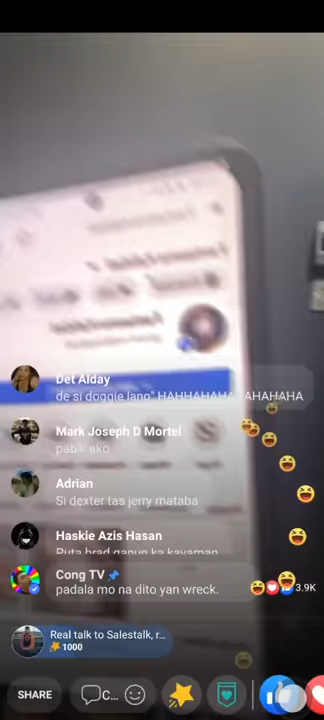 Det Alday
de si doggie lang" HAHHAHAHA AHAHAHA
Mark Joseph D Mortel
pabili ako
Adrian
Si dexter tas jerry mataba
Haskie Azis Hasan
Puta brad ganun ka kayaman
Cong TV
padala mo na dito yan wreck.
3.9K
Real talk to Salestalk, r...
1000
SHARE
C...